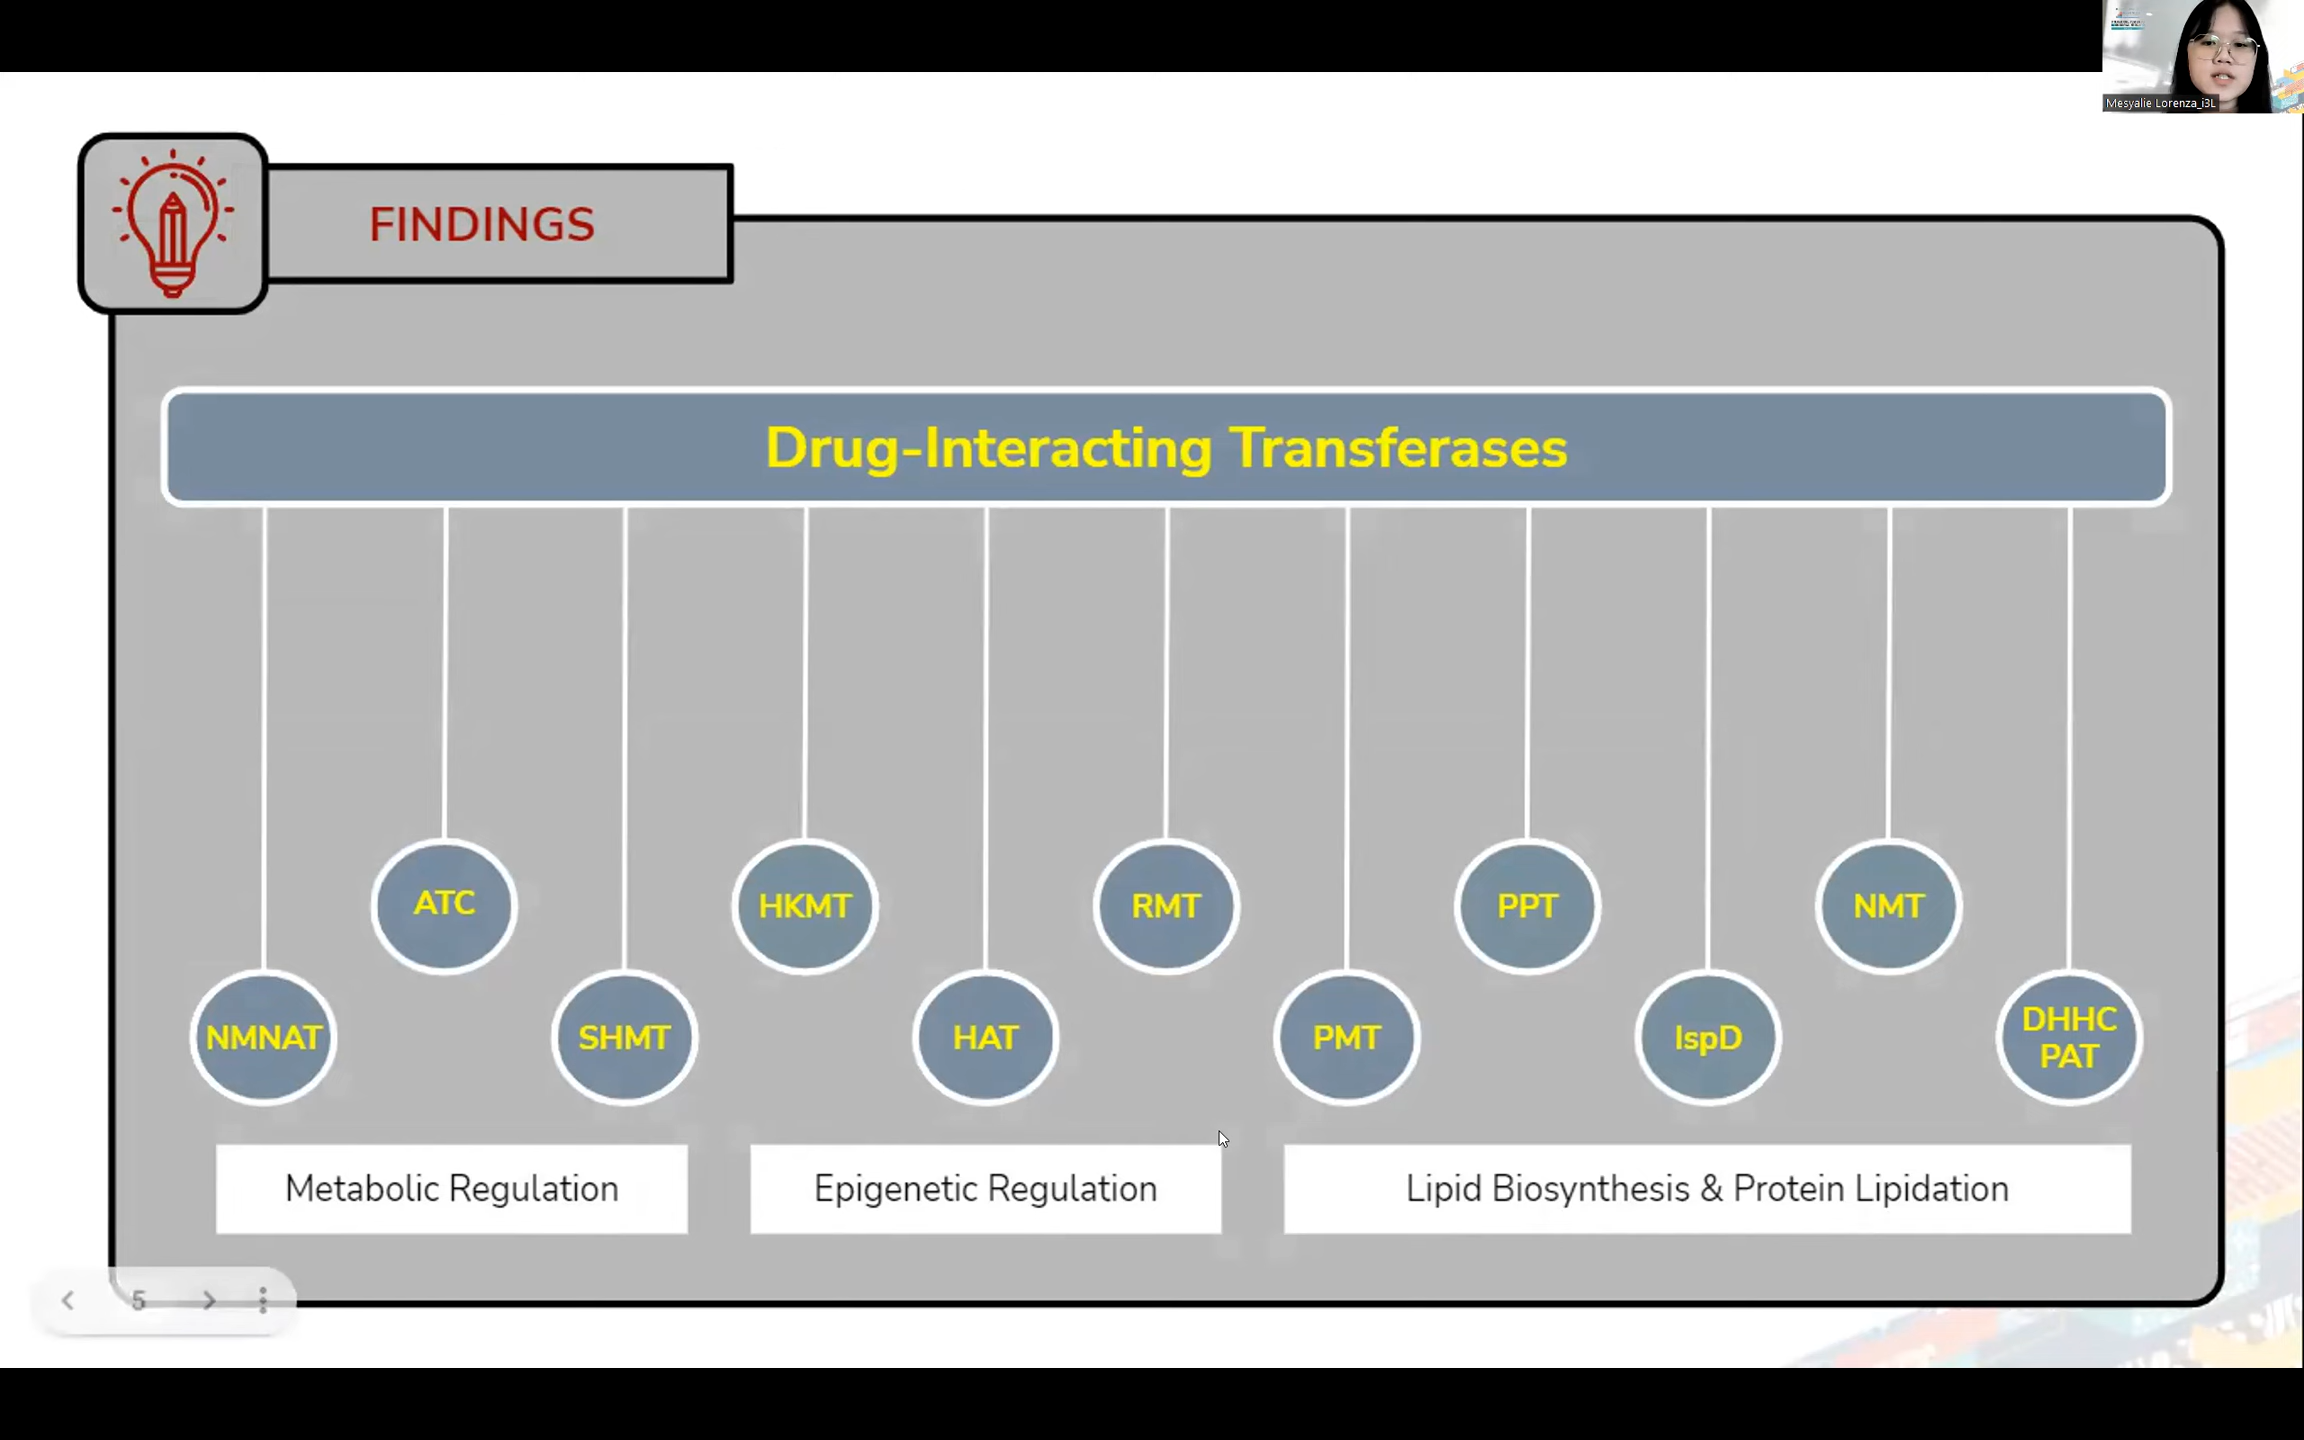 Mesyalie Lorenza_i3L
FINDINGS
Drug-Interacting Transferases
ATC
HKMT
RMT
PPT
NMT
NMNAT
SHMT
HAT
PMT
IspD
DHHC
PAT
Metabolic Regulation
Epigenetic Regulation
Lipid Biosynthesis & Protein Lipidation
5